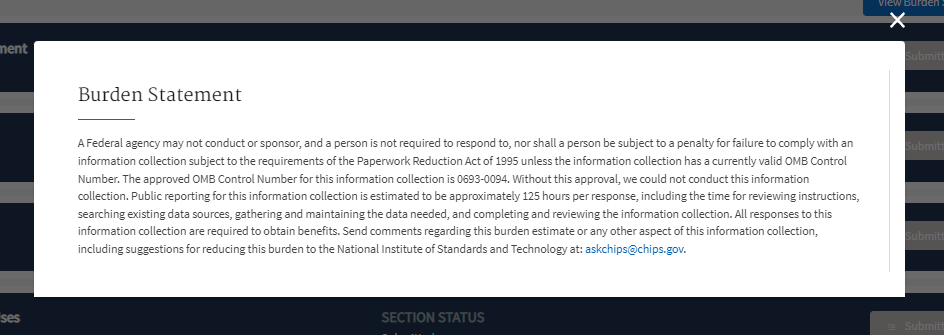 View Burden
ment
Submitt
Burden Statement
A Federal agency may not conduct or sponsor, and a person is not required to respond to, nor shall a person be subject to a penalty for failure to comply with an
information collection subject to the requirements of the Paperwork Reduction Act of 1995 unless the information collection has a currently valid OMB Control
Number. The approved OMB Control Number for this information collection is 0693-0094. Without this approval, we could not conduct this information
collection. Public reporting for this information collection is estimated to be approximately 125 hours per response, including the time for reviewing instructions,
searching existing data sources, gathering and maintaining the data needed, and completing and reviewing the information collection. All responses to this
information collection are required to obtain benefits. Send comments regarding this burden estimate or any other aspect of this information collection,
including suggestions for reducing this burden to the National Institute of Standards and Technology at: askchips@chips.gov.
Submitt
Submitt
ses
SECTION STATUS
Submitt